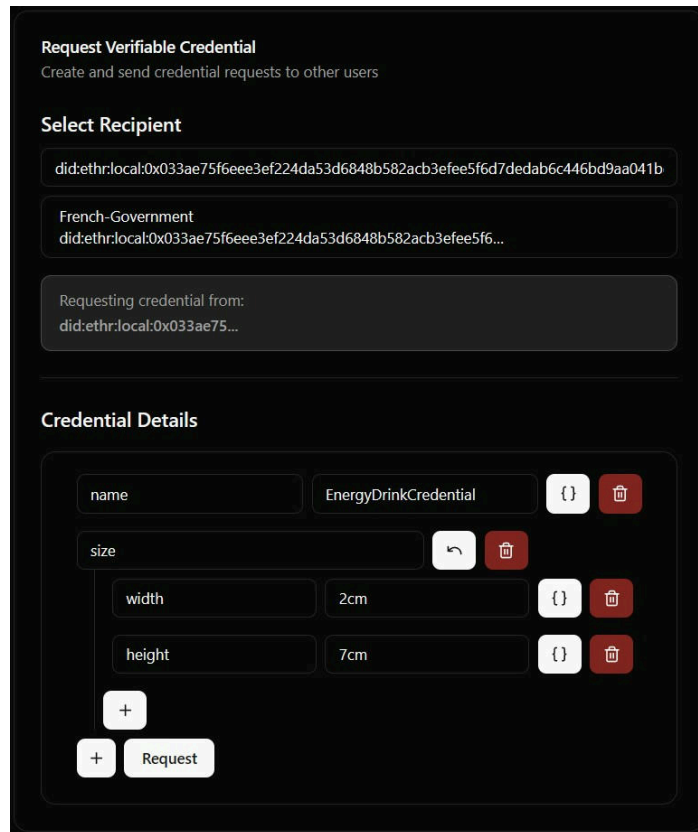 Request Verifiable Credential
Create and send credential requests to other users
Select Recipient
did:ethr:local:0x033ae75f6eee3ef224da53d6848b582acb3efee5f6d7dedab6c446bd9aa041b
French-Government
did:ethr:local:0x033ae75f6eee3ef224da53d6848b582acb3efee5f6...
Requesting credential from:
did:ethr:local:0x033ae75...
Credential Details
name EnergyDrinkCredential { }
size
width 2cm { }
height 7cm { }
+
+ Request